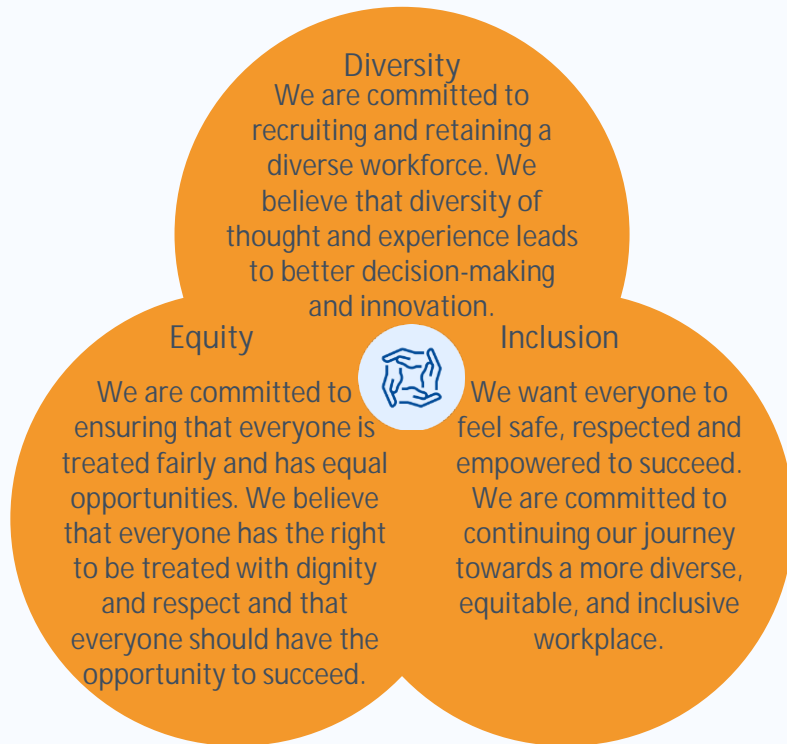 Diversity
We are committed to
recruiting and retaining a
diverse workforce. We
believe that diversity of
thought and experience leads
to better decision-making
and innovation.
Equity
We are committed to
ensuring that everyone is
treated fairly and has equal
opportunities. We believe
that everyone has the right
to be treated with dignity
and respect and that
everyone should have the
opportunity to succeed.
Inclusion
We want everyone to
feel safe, respected and
empowered to succeed.
We are committed to
continuing our journey
towards a more diverse,
equitable, and inclusive
workplace.